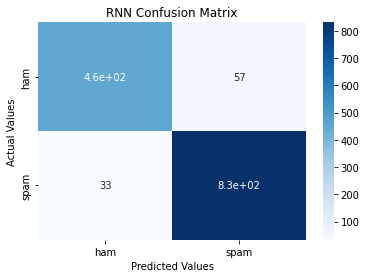 RNN Confusion Matrix
Actual Values
ham
4.6e+02
57
spam
33
8.3e+02
ham
spam
Predicted Values
800
700
600
500
400
300
200
100